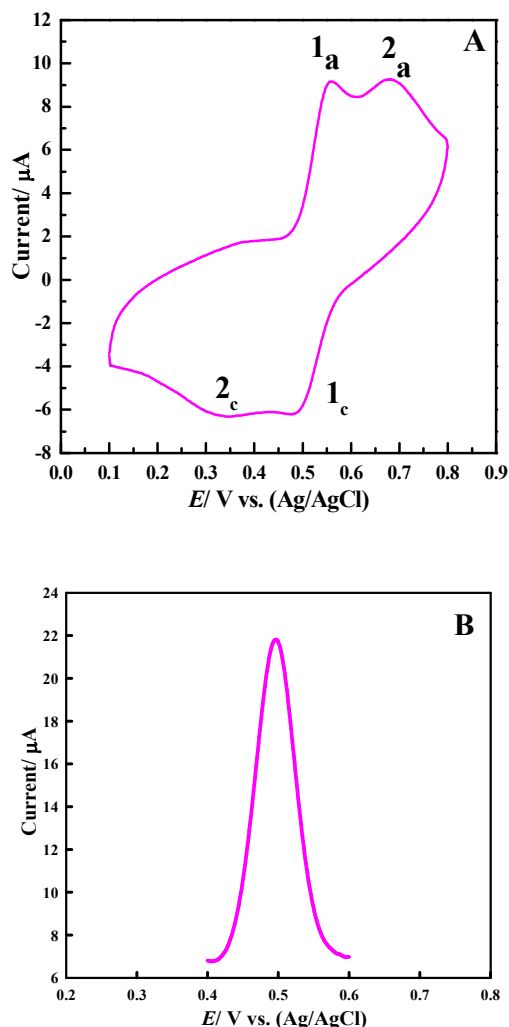 A
1a
2a
12
10
8
6
4
2
0
-2
-4
-6
-8
Current/ µA
2c
1c
0.0 0.1 0.2 0.3 0.4 0.5 0.6 0.7 0.8 0.9
E/ V vs. (Ag/AgCl)
B
24
22
20
18
16
14
12
10
8
6
Current/ µA
0.2 0.3 0.4 0.5 0.6 0.7 0.8
E/ V vs. (Ag/AgCl)